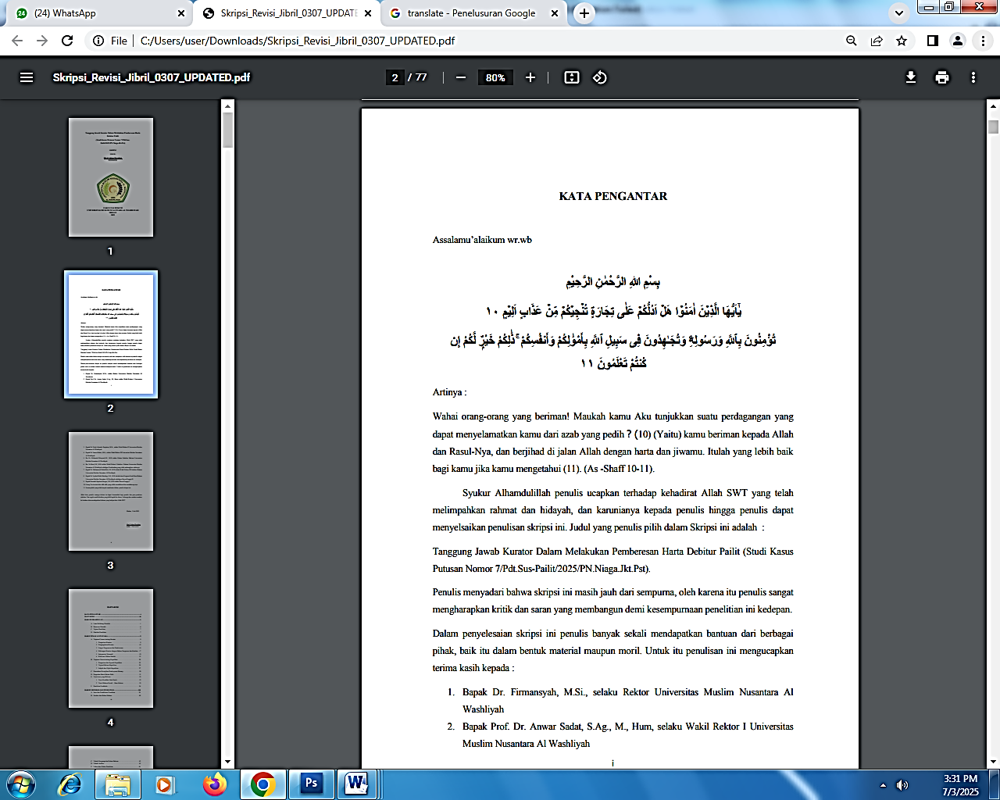 (24) WhatsApp
Skripsi_Revisi_Jibril_0307_UPDATE
translate - Penelusuran Google
File
C:/Users/user/Downloads/Skripsi_Revisi_Jibril_0307_UPDATED.pdf
Skripsi_Revisi_Jibril_0307_UPDATED.pdf
2 / 77
80%
1
2
3
4
KATA PENGANTAR
Assalamu’alaikum wr.wb
بِسْمِ اللهِ الرَّحْمٰنِ الرَّحِيْمِ
يٰٓاَيُّهَا الَّذِيْنَ اٰمَنُوْا هَلْ اَدُلُّكُمْ عَلٰى تِجَارَةٍ تُنْجِيْكُمْ مِّنْ عَذَابٍ اَلِيْمٍ ١٠
تُؤْمِنُونَ بِٱللَّهِ وَرَسُولِهِۦ وَتُجَـٰهِدُونَ فِى سَبِيلِ ٱللَّهِ بِأَمْوَٰلِكُمْ وَأَنفُسِكُمْ ۚ ذَٰلِكُمْ خَيْرٌ لَّكُمْ إِن
كُنتُمْ تَعْلَمُونَ ١١
Artinya :
Wahai orang-orang yang beriman! Maukah kamu Aku tunjukkan suatu perdagangan yang
dapat menyelamatkan kamu dari azab yang pedih ? (10) (Yaitu) kamu beriman kepada Allah
dan Rasul-Nya, dan berjihad di jalan Allah dengan harta dan jiwamu. Itulah yang lebih baik
bagi kamu jika kamu mengetahui (11). (As -Shaff 10-11).
Syukur Alhamdulillah penulis ucapkan terhadap kehadirat Allah SWT yang telah
melimpahkan rahmat dan hidayah, dan karunianya kepada penulis hingga penulis dapat
menyelsaikan penulisan skripsi ini. Judul yang penulis pilih dalam Skripsi ini adalah :
Tanggung Jawab Kurator Dalam Melakukan Pemberesan Harta Debitur Pailit (Studi Kasus
Putusan Nomor 7/Pdt.Sus-Pailit/2025/PN.Niaga.Jkt.Pst).
Penulis menyadari bahwa skripsi ini masih jauh dari sempurna, oleh karena itu penulis sangat
mengharapkan kritik dan saran yang membangun demi kesempurnaan penelitian ini kedepan.
Dalam penyelesaian skripsi ini penulis banyak sekali mendapatkan bantuan dari berbagai
pihak, baik itu dalam bentuk material maupun moril. Untuk itu penulisan ini mengucapkan
terima kasih kepada :
1. Bapak Dr. Firmansyah, M.Si., selaku Rektor Universitas Muslim Nusantara Al
Washliyah
2. Bapak Prof. Dr. Anwar Sadat, S.Ag., M., Hum, selaku Wakil Rektor I Universitas
Muslim Nusantara Al Washliyah
i
Ps
3:31 PM
7/3/2025